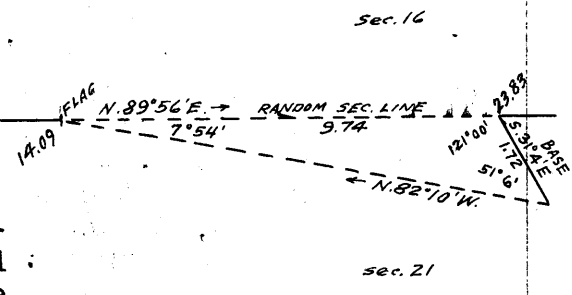 Sec. 16
FLAG
23.83
N. 89°56'E. → RANDOM SEC. LINE
7°54'
9.74
14.09
121°00'
S. 31°4'E
BASE
1.72
51°6'
← N. 82°10'W.
Sec. 21